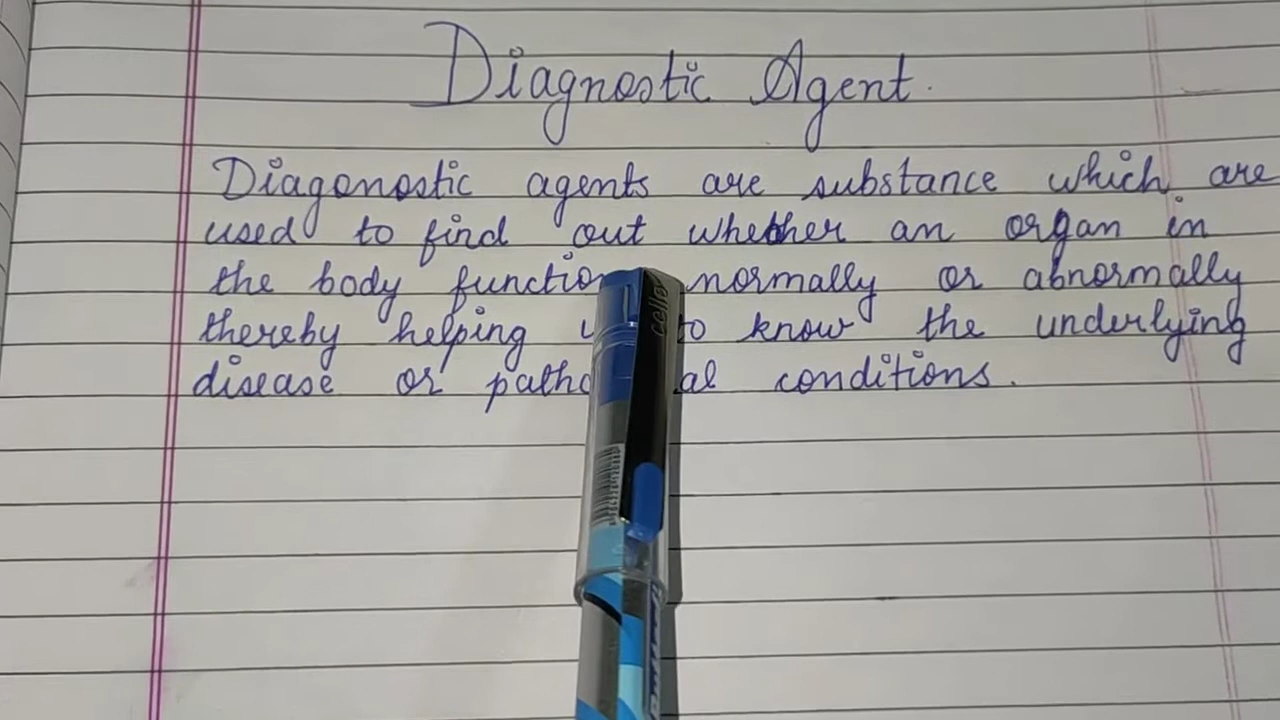 Diagnostic Agent.
Diagonostic agents are substance which are
used to find out whether an organ in
the body normally or abnormally
thereby helping to know the underlying
disease or conditions.
cello